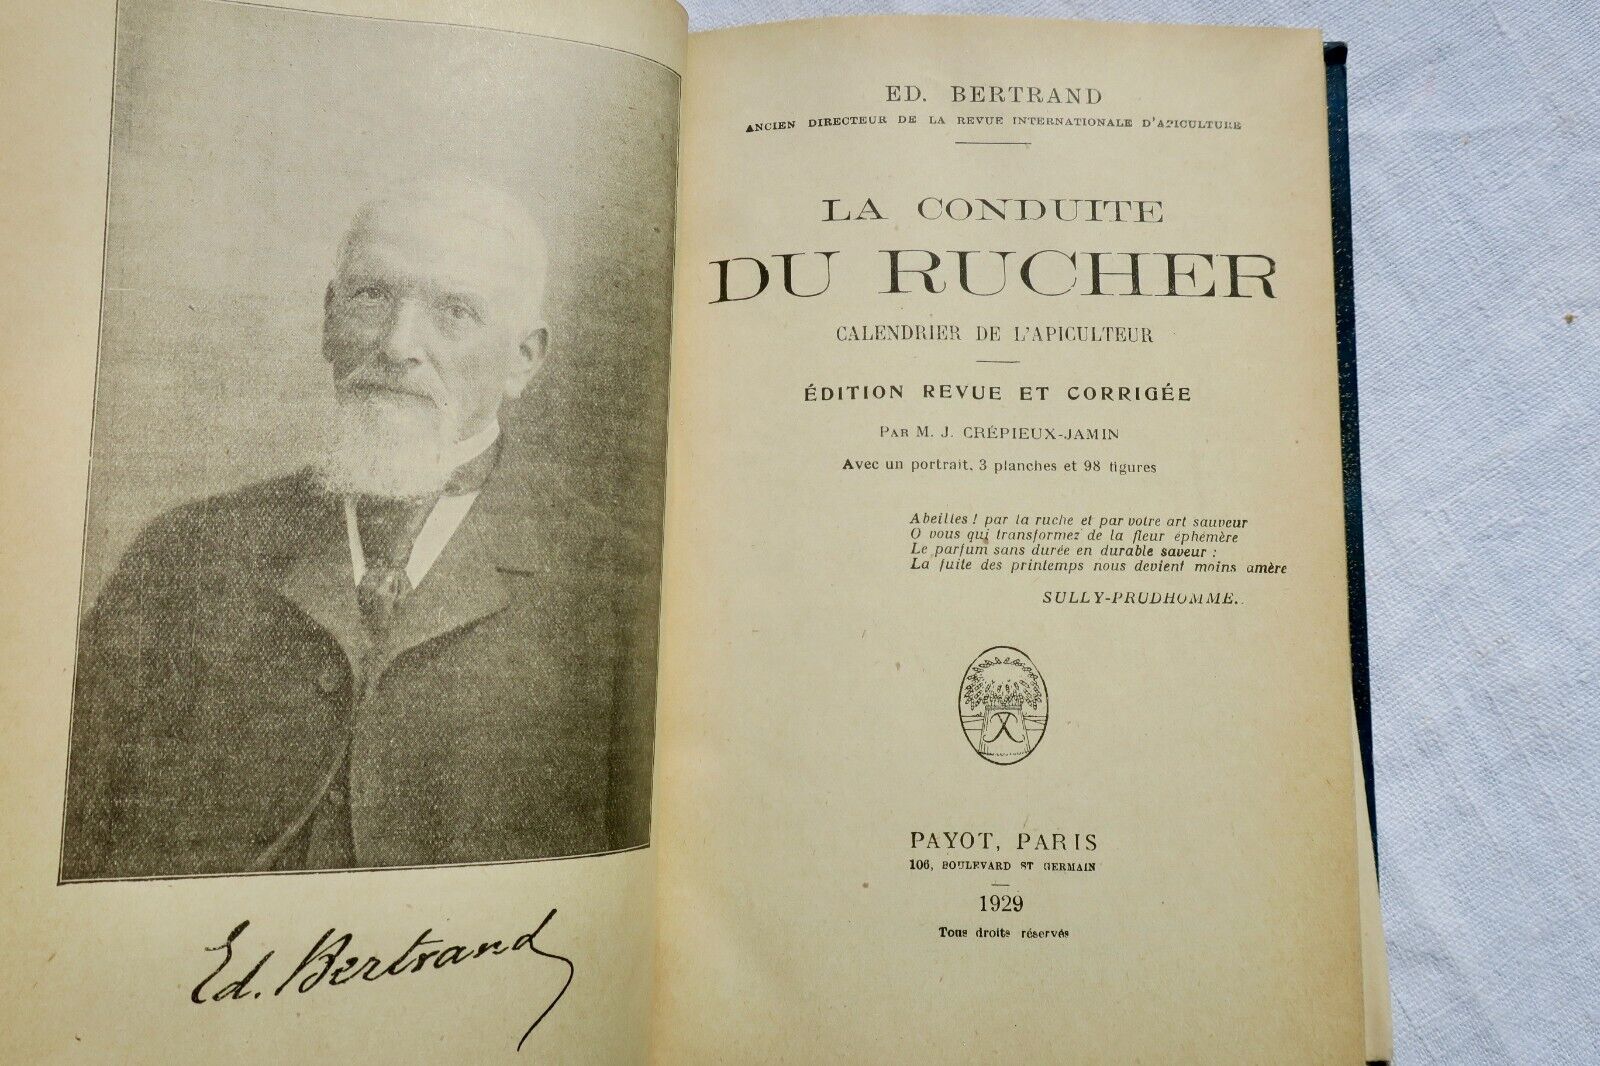 Ed. Bertrand
ED. BERTRAND
ANCIEN DIRECTEUR DE LA REVUE INTERNATIONALE D'APICULTURE
LA CONDUITE
DU RUCHER
CALENDRIER DE L'APICULTEUR
ÉDITION REVUE ET CORRIGÉE
PAR M. J. CRÉPIEUX-JAMIN
Avec un portrait, 3 planches et 98 figures
Abeilles ! par la ruche et par votre art sauveur
O vous qui transformez de la fleur éphémère
Le parfum sans durée en durable saveur :
La fuite des printemps nous devient moins amère
SULLY-PRUDHOMME.
PAYOT, PARIS
106, BOULEVARD ST GERMAIN
1929
Tous droits réservés